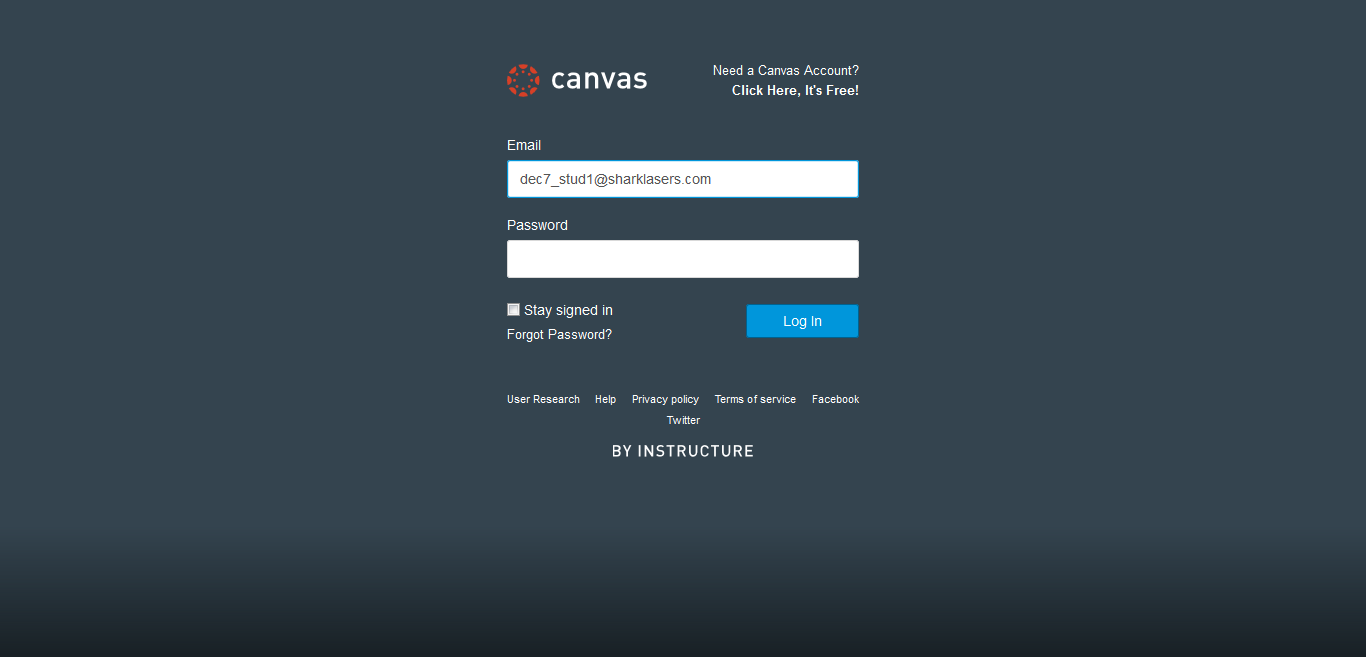 canvas
Need a Canvas Account?
Click Here, It's Free!
Email
dec7_stud1@sharklasers.com
Password
Stay signed in
Log In
Forgot Password?
User Research Help Privacy policy Terms of service Facebook
Twitter
BY INSTRUCTURE